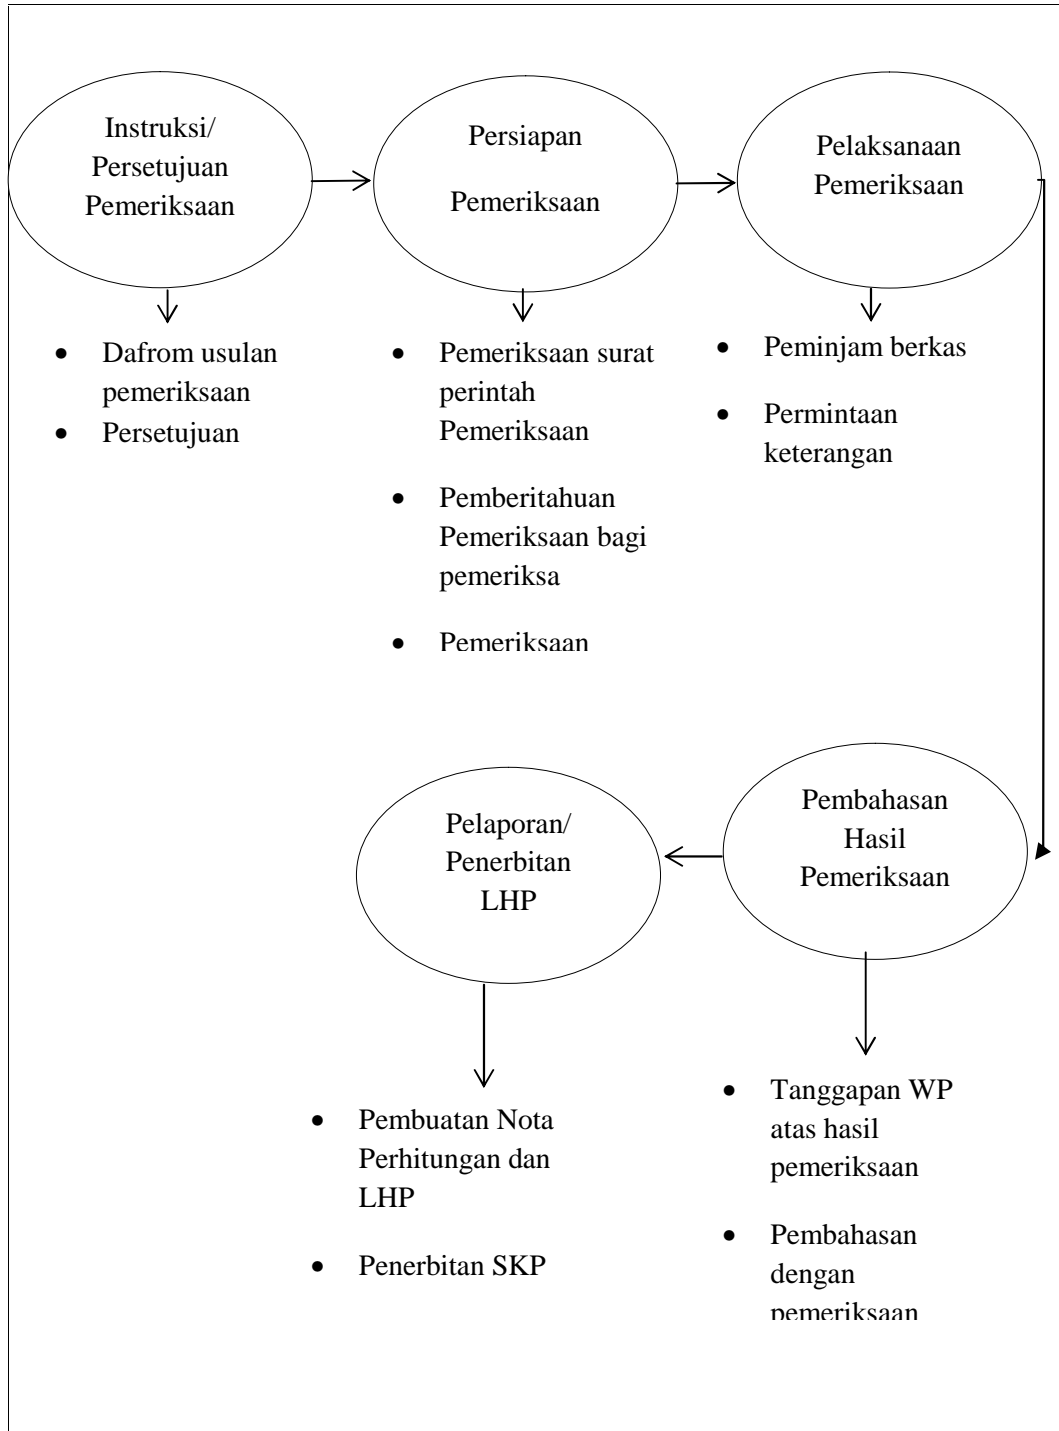 Instruksi/
Persetujuan
Pemeriksaan
Persiapan
Pemeriksaan
Pelaksanaan
Pemeriksaan
• Dafrom usulan
pemeriksaan
• Persetujuan
• Pemeriksaan surat
perintah
Pemeriksaan
• Pemberitahuan
Pemeriksaan bagi
pemeriksa
• Pemeriksaan
• Peminjam berkas
• Permintaan
keterangan
Pembahasan
Hasil
Pemeriksaan
Pelaporan/
Penerbitan
LHP
• Tanggapan WP
atas hasil
pemeriksaan
• Pembahasan
dengan
pemeriksaan
• Pembuatan Nota
Perhitungan dan
LHP
• Penerbitan SKP